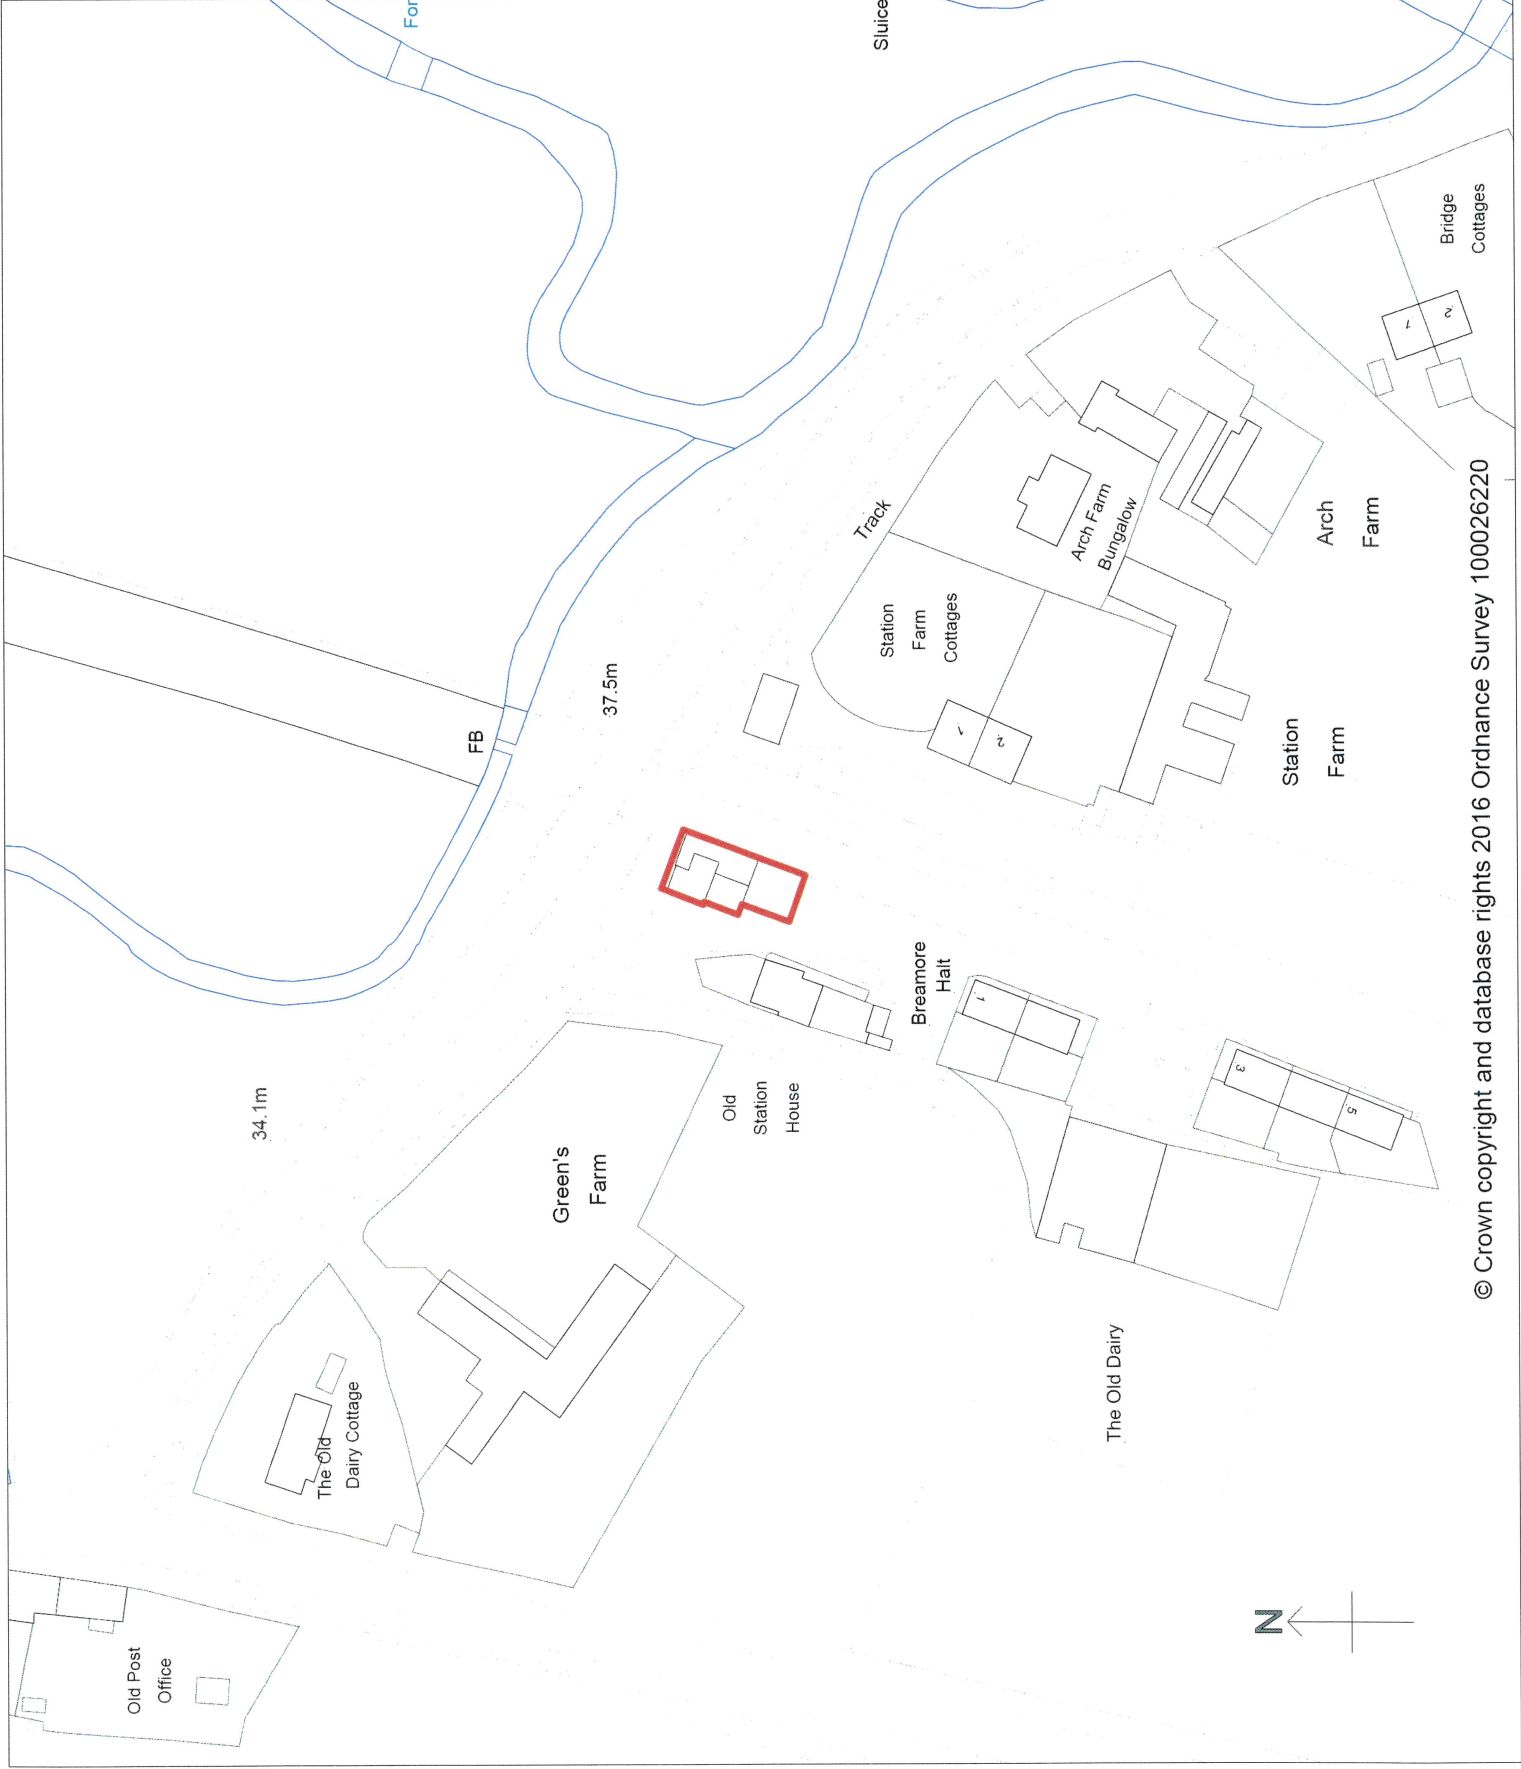 For
Sluice
Bridge
Cottages
1
2
Track
Arch Farm
Bungalow
Arch
Farm
Station
Farm
Cottages
1
2
37.5m
FB
Station
Farm
Breamore
Halt
1
34.1m
Old
Station
House
Green's
Farm
3
5
The Old
Dairy Cottage
The Old Dairy
Old Post
Office
N
© Crown copyright and database rights 2016 Ordnance Survey 100026220